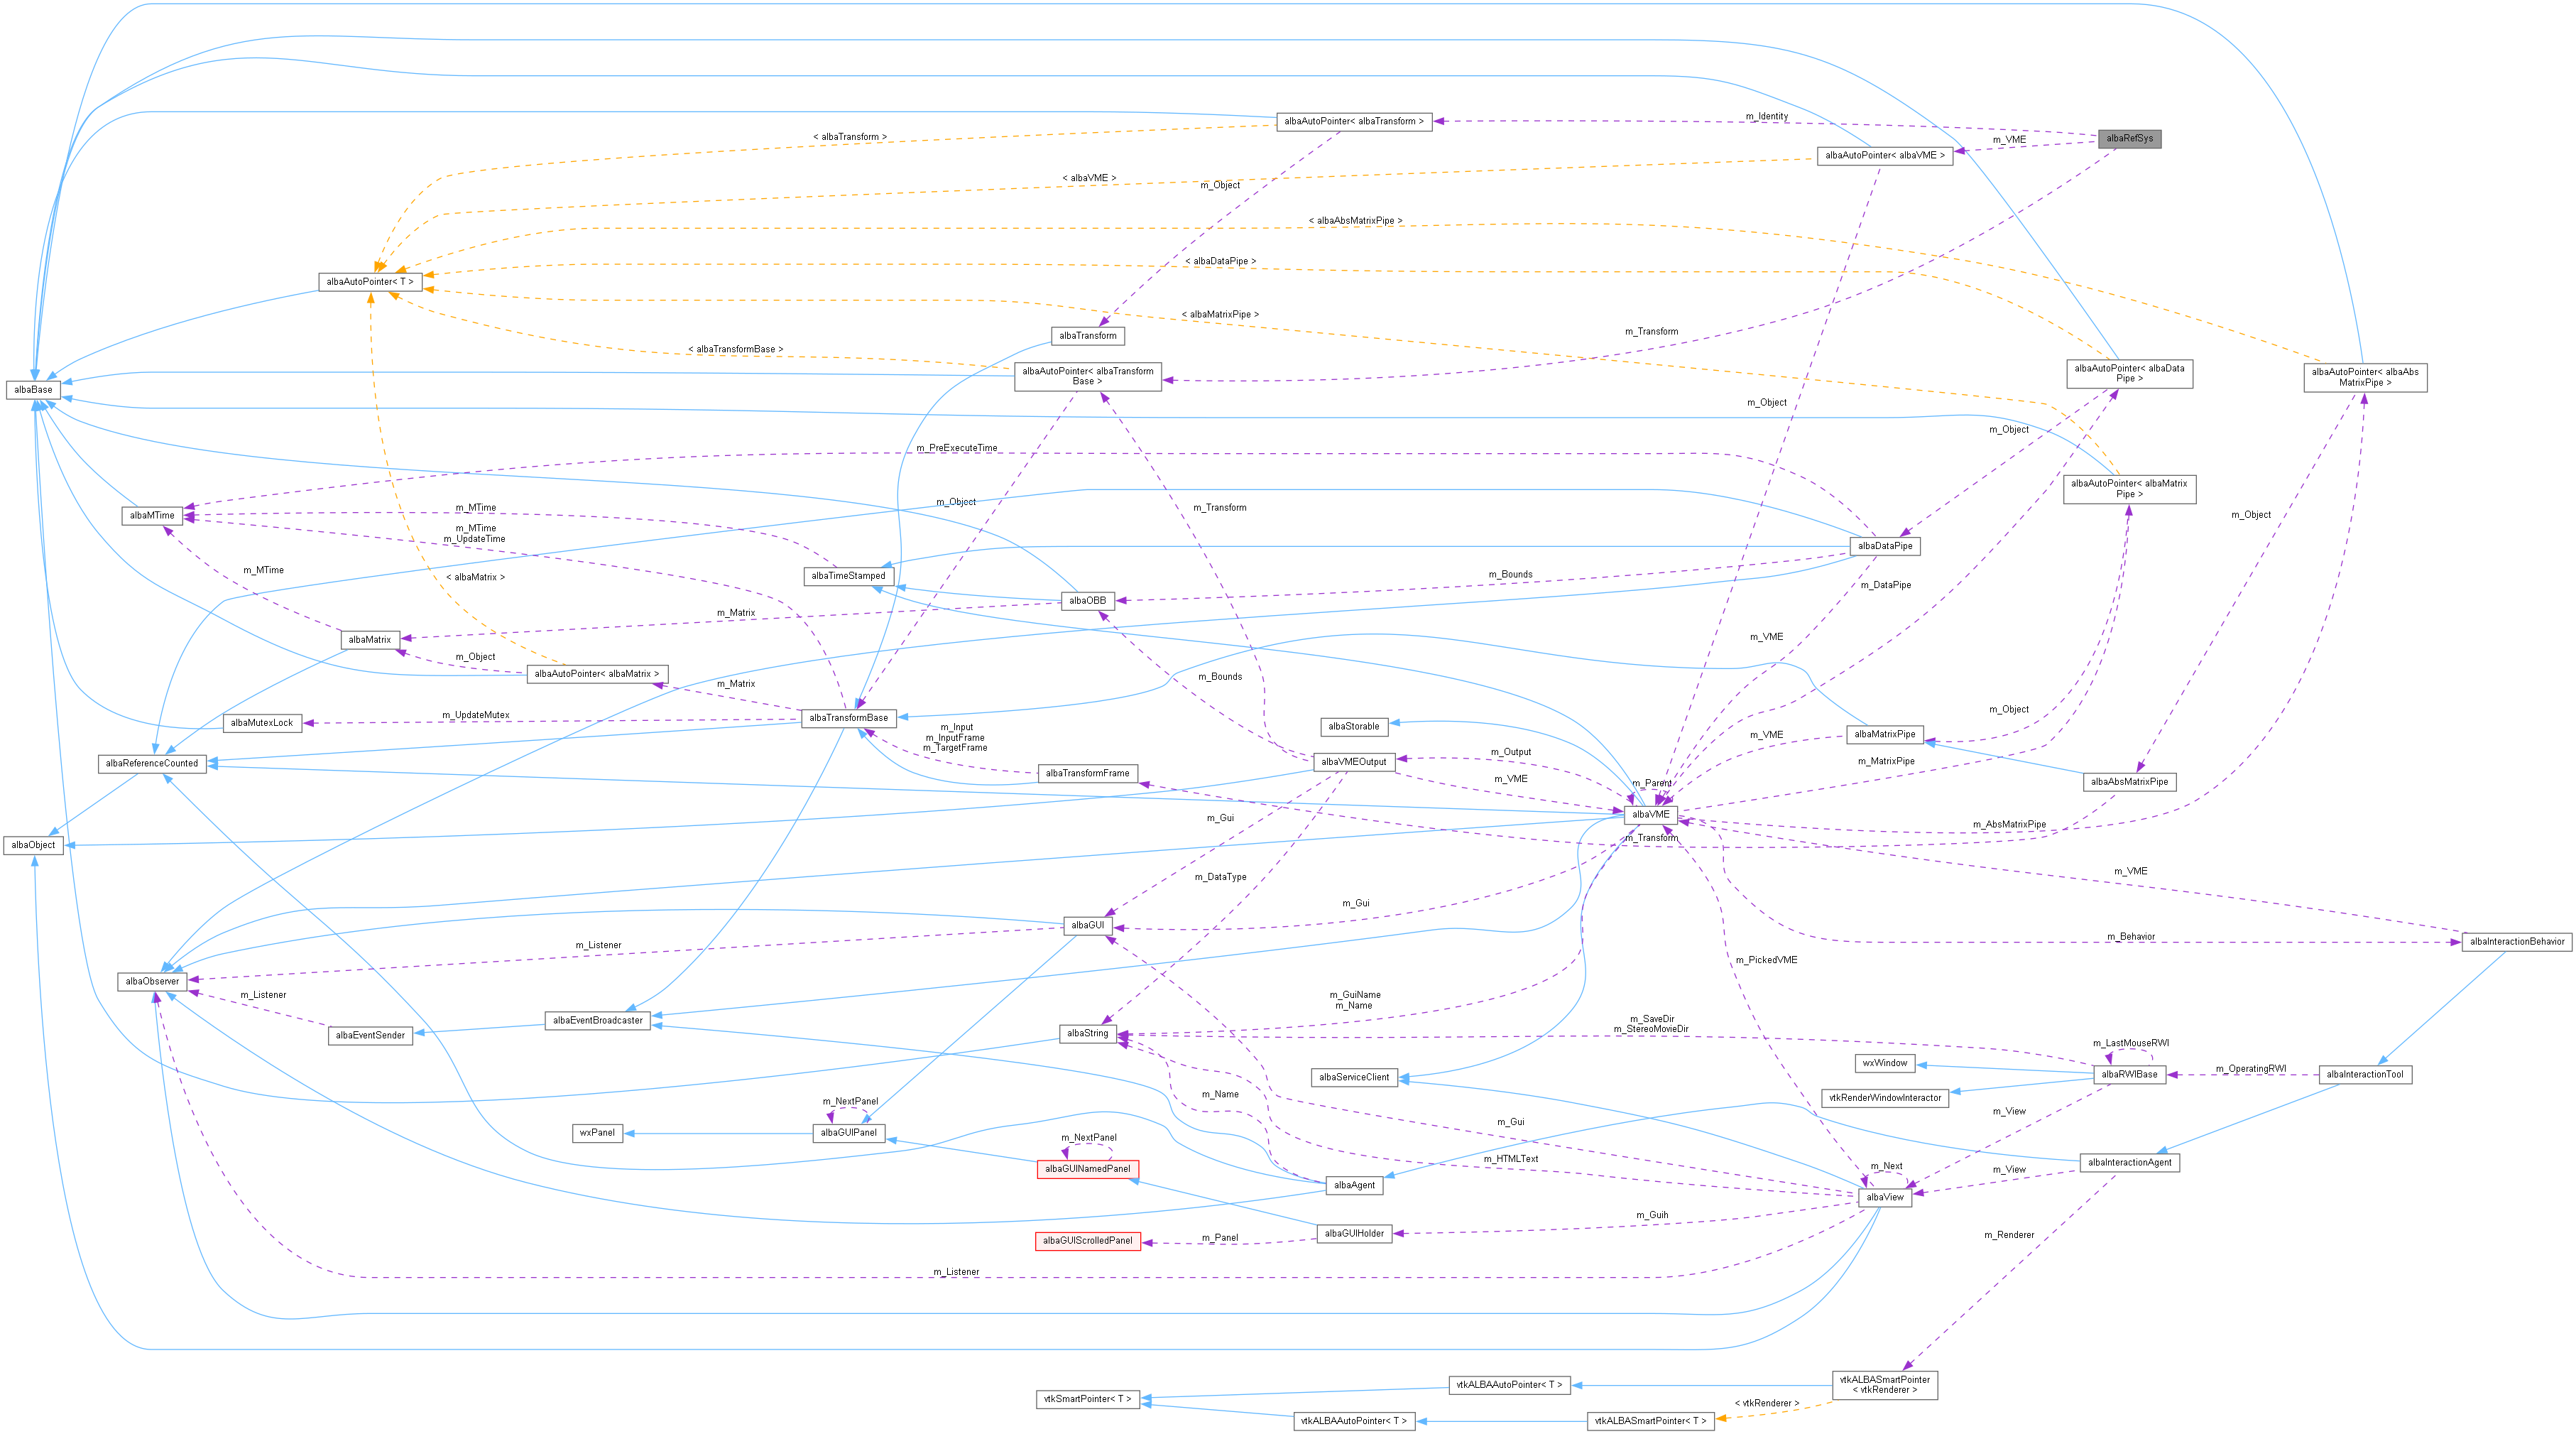 albaAutoPointer< albaTransform >
m_Identity
albaRefSys
< albaTransform >
m_VME
albaAutoPointer< albaVME >
< albaVME >
m_Object
< albaAbsMatrixPipe >
< albaDataPipe >
albaAutoPointer< T >
< albaMatrixPipe >
m_Transform
albaTransform
< albaTransformBase >
albaAutoPointer< albaTransform
Base >
albaAutoPointer< albaData
Pipe >
albaAutoPointer< albaAbs
MatrixPipe >
albaBase
m_Object
m_Object
m_PreExecuteTime
albaAutoPointer< albaMatrix
Pipe >
m_Object
m_MTime
m_Transform
albaMTime
m_Object
m_MTime
m_UpdateTime
albaDataPipe
m_MTime
< albaMatrix >
albaTimeStamped
m_Bounds
m_DataPipe
albaOBB
m_Matrix
albaMatrix
m_VME
m_Object
albaAutoPointer< albaMatrix >
m_Matrix
m_Bounds
m_Object
albaMutexLock
m_UpdateMutex
albaTransformBase
albaStorable
m_Input
m_InputFrame
m_TargetFrame
m_VME
albaMatrixPipe
albaReferenceCounted
albaVMEOutput
m_Output
m_MatrixPipe
albaTransformFrame
m_VME
m_Parent
albaAbsMatrixPipe
albaVME
m_Gui
m_AbsMatrixPipe
m_Transform
albaObject
m_DataType
m_VME
m_Gui
albaGUI
m_Behavior
albaInteractionBehavior
m_Listener
m_PickedVME
albaObserver
m_Listener
m_GuiName
m_Name
albaEventBroadcaster
albaEventSender
albaString
m_SaveDir
m_StereoMovieDir
m_LastMouseRWI
wxWindow
m_OperatingRWI
albaServiceClient
albaRWIBase
albaInteractionTool
m_Name
vtkRenderWindowInteractor
m_NextPanel
m_View
m_Gui
wxPanel
albaGUIPanel
m_NextPanel
m_HTMLText
albaGUINamedPanel
m_Next
m_View
albaInteractionAgent
albaAgent
albaView
m_Guih
albaGUIHolder
m_Panel
albaGUIScrolledPanel
m_Renderer
m_Listener
vtkALBASmartPointer
< vtkRenderer >
vtkALBAAutoPointer< T >
vtkSmartPointer< T >
< vtkRenderer >
vtkALBAAutoPointer< T >
vtkALBASmartPointer< T >